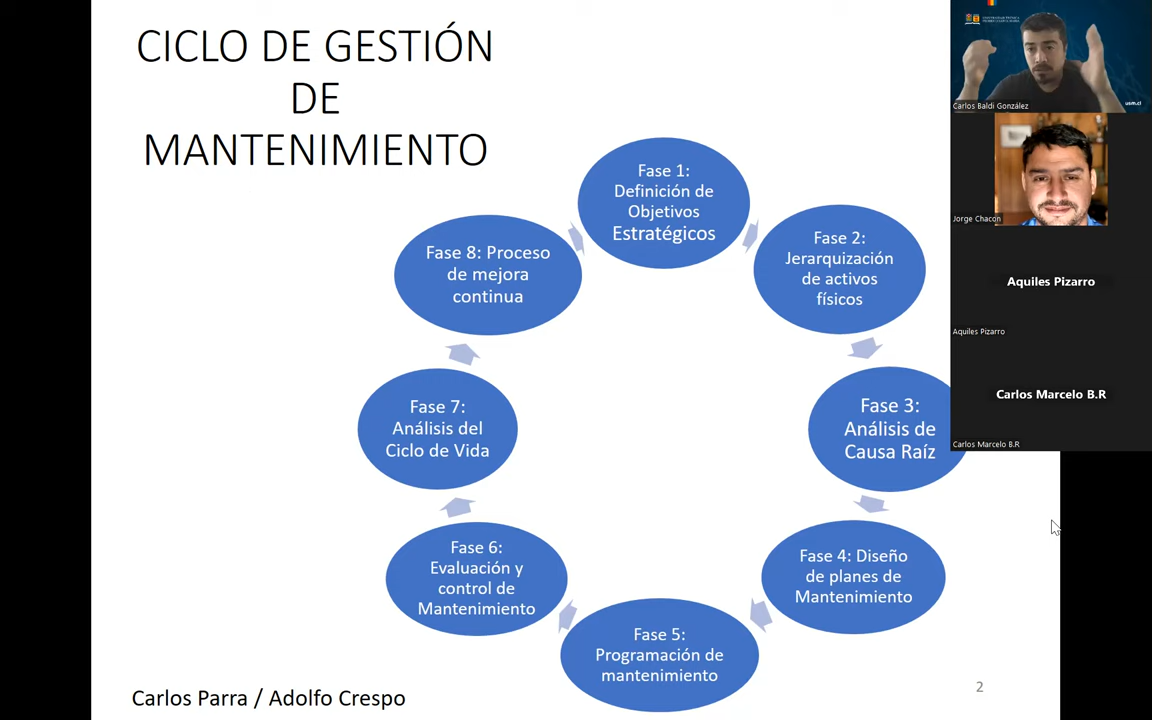 CICLO DE GESTIÓN
DE
MANTENIMIENTO
Fase 1:
Definición de
Objetivos
Estratégicos
Fase 2:
Jerarquización
de activos
físicos
Fase 3:
Análisis de
Causa Raíz
Fase 4: Diseño
de planes de
Mantenimiento
Fase 5:
Programación de
mantenimiento
Fase 6:
Evaluación y
control de
Mantenimiento
Fase 7:
Análisis del
Ciclo de Vida
Fase 8: Proceso
de mejora
continua
Carlos Parra / Adolfo Crespo
2
usm.cl
Carlos Baldi González
Jorge Chacon
Aquiles Pizarro
Aquiles Pizarro
Carlos Marcelo B.R
Carlos Marcelo B.R